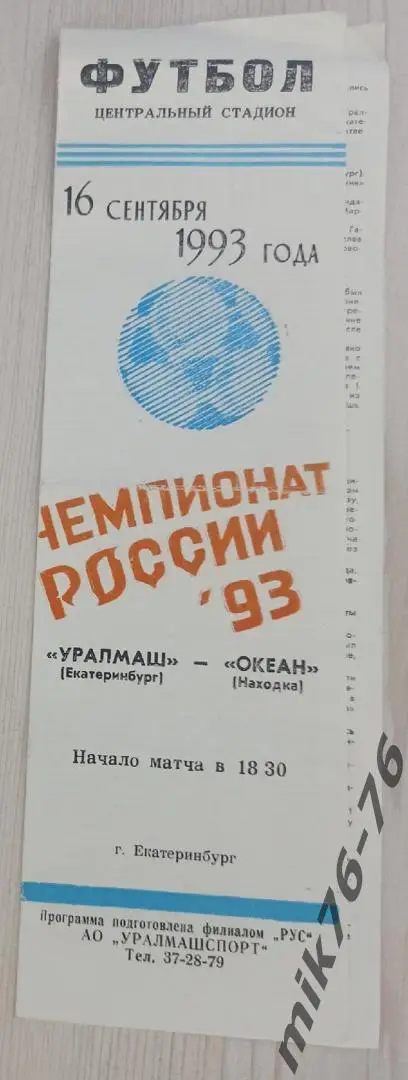 ФУТБОЛ
ЦЕНТРАЛЬНЫЙ СТАДИОН
16 СЕНТЯБРЯ
1993 ГОДА
ЧЕМПИОНАТ
РОССИИ
'93
«УРАЛМАШ» — «ОКЕАН»
(Екатеринбург) (Находка)
Начало матча в 18 30
г. Екатеринбург
Программа подготовлена филиалом „РУС"
АО „УРАЛМАШСПОРТ"
Тел. 37-28-79
mik76-76